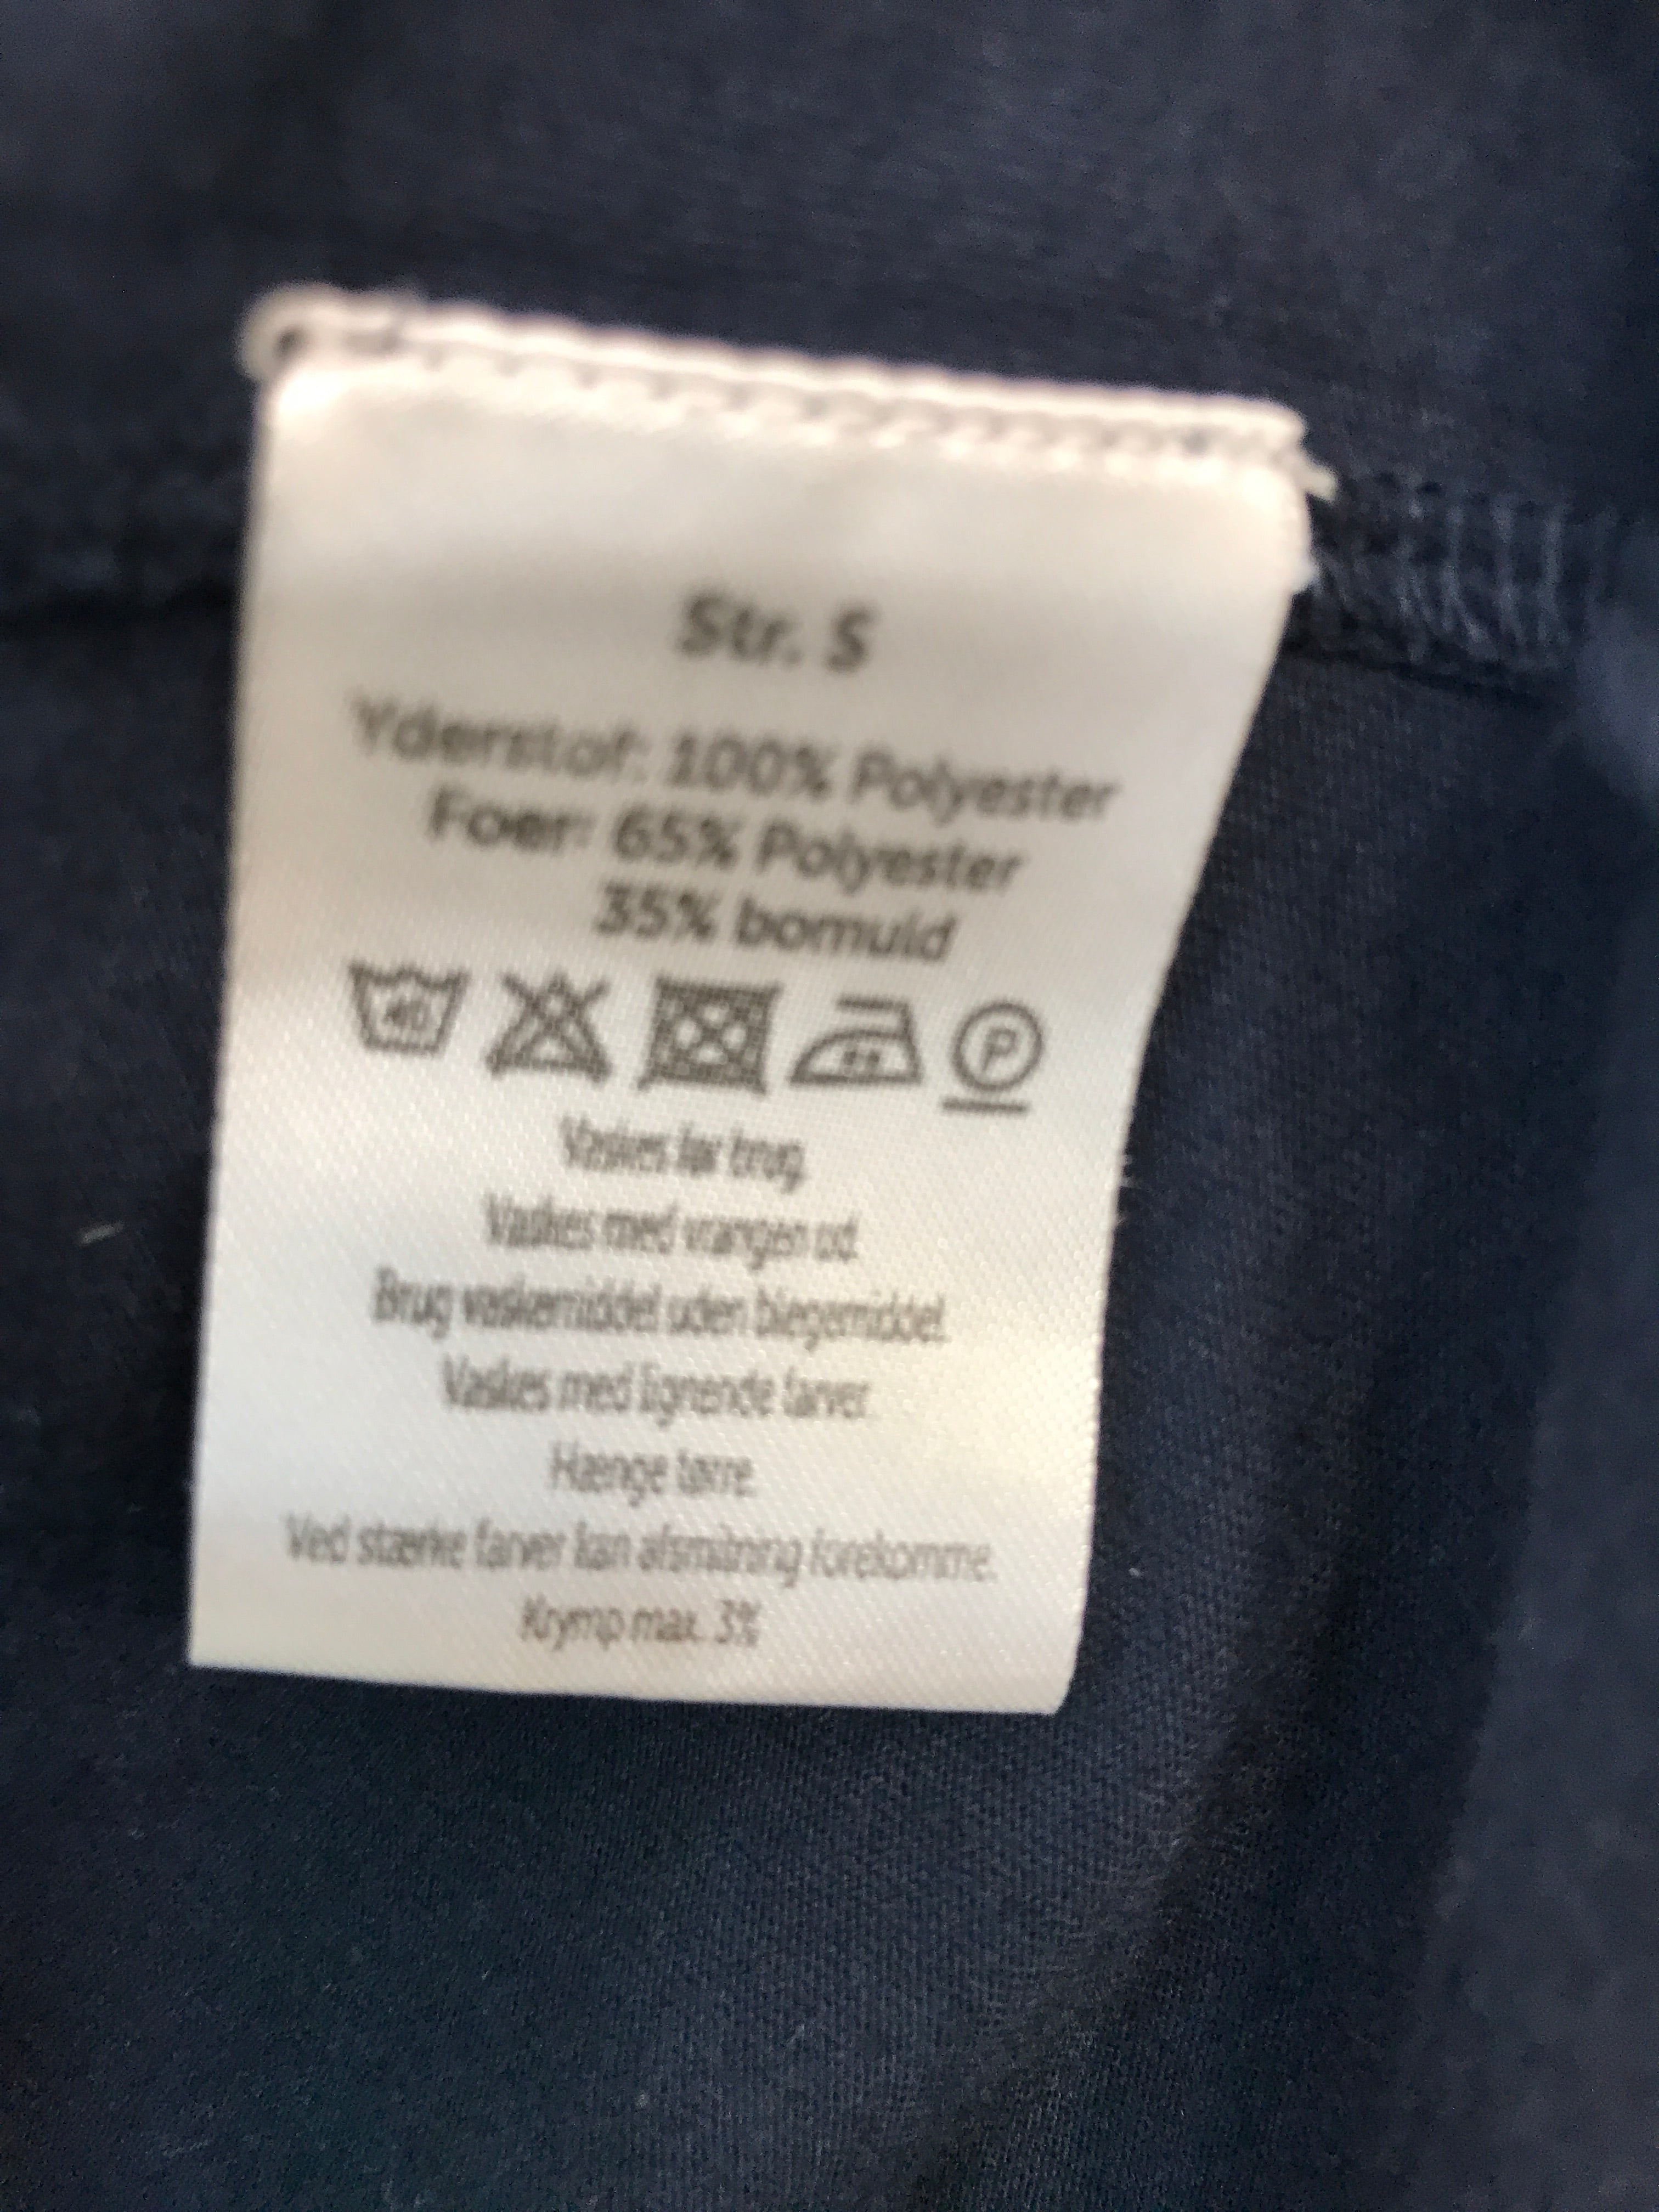 Str. S
Yderstof: 100% Polyester
Foer: 65% Polyester
35% bomuld
40
P
Vaskes før brug.
Vaskes med vrangen ud.
Brug vaskemiddel uden blegemiddel.
Vaskes med lignende farver.
Hænge tørre.
Ved stærke farver kan afsmitning forekomme.
Krymp max. 3%